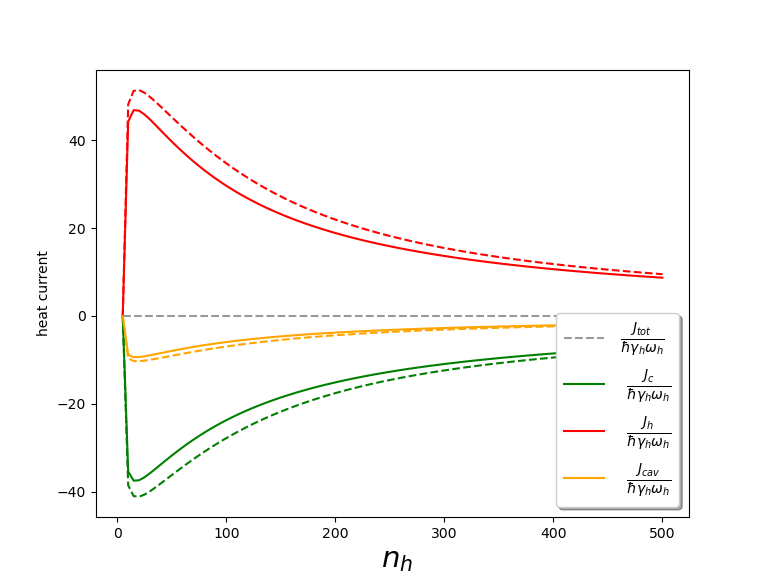 heat current
40
20
0
−20
−40
0 100 200 300 400 500
n_h
J_tot / ħγ_hω_h
J_c / ħγ_hω_h
J_h / ħγ_hω_h
J_cav / ħγ_hω_h